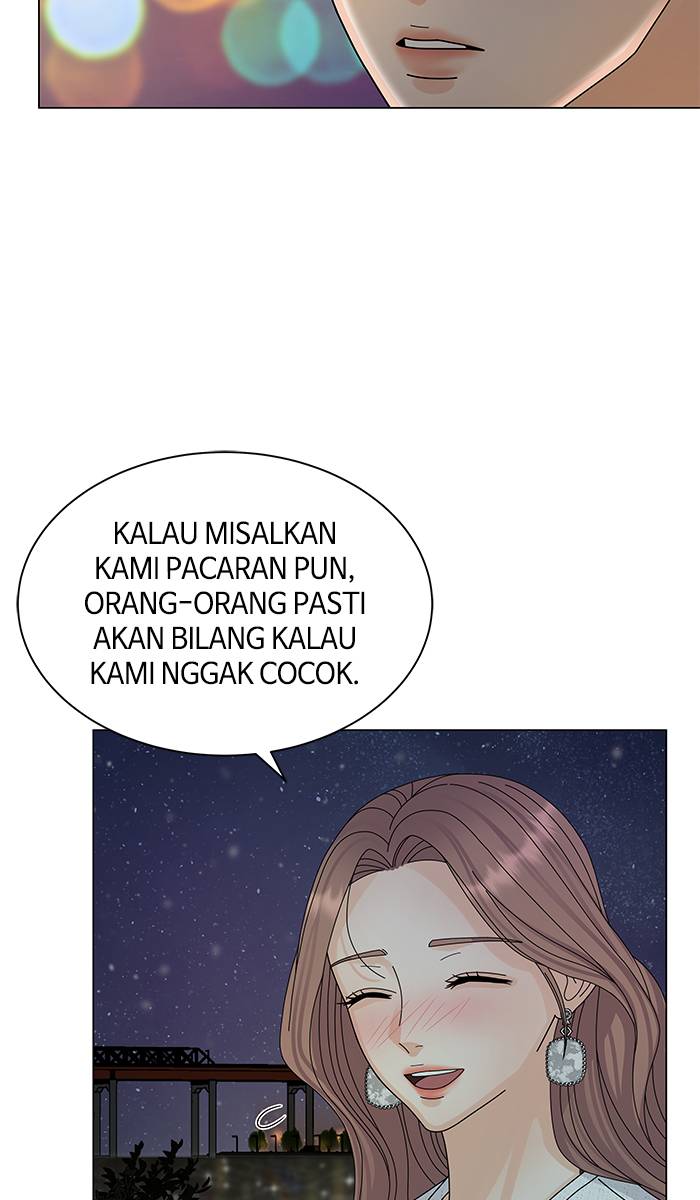 KALAU MISALKAN
KAMI PACARAN PUN,
ORANG-ORANG PASTI
AKAN BILANG KALAU
KAMI NGGAK COCOK.